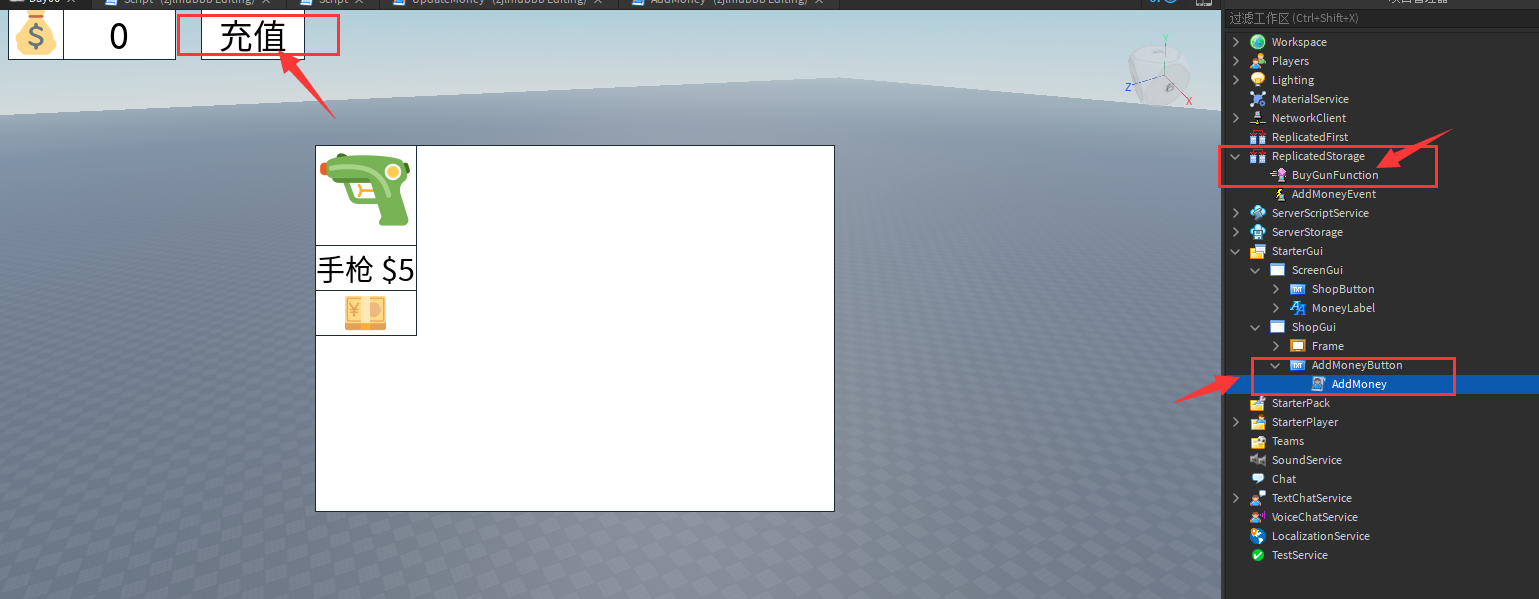 0
充值
手枪 $5
Z
Y
X
过滤工作区 (Ctrl+Shift+X)
Workspace
Players
Lighting
MaterialService
NetworkClient
ReplicatedFirst
ReplicatedStorage
BuyGunFunction
AddMoneyEvent
ServerScriptService
ServerStorage
StarterGui
ScreenGui
ShopButton
MoneyLabel
ShopGui
Frame
AddMoneyButton
AddMoney
StarterPack
StarterPlayer
Teams
SoundService
Chat
TextChatService
VoiceChatService
LocalizationService
TestService